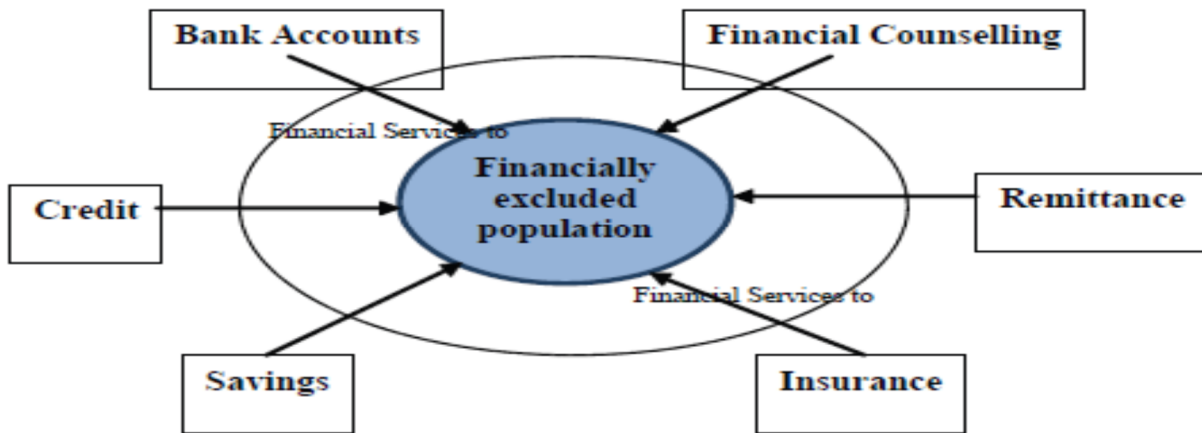 Bank Accounts
Financial Counselling
Financial Services to
Financially
excluded
population
Credit
Remittance
Financial Services to
Savings
Insurance